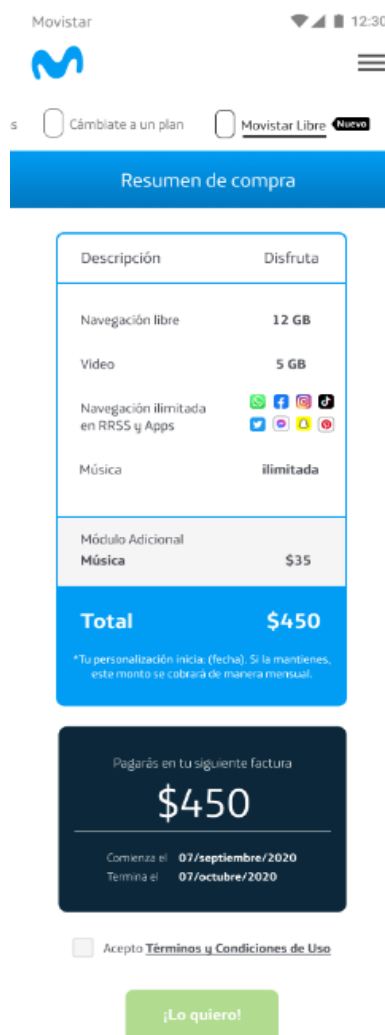 Movistar 12:30
s Cámbiate a un plan Movistar Libre Nuevo
Resumen de compra
Descripción Disfruta
Navegación libre 12 GB
Video 5 GB
Navegación ilimitada
en RRSS y Apps
Música ilimitada
Módulo Adicional
Música $35
Total $450
*Tu personalización inicia: (fecha). Si la mantienes,
este monto se cobrará de manera mensual.
Pagarás en tu siguiente factura
$450
Comienza el 07/septiembre/2020
Termina el 07/octubre/2020
Acepto Términos y Condiciones de Uso
¡Lo quiero!